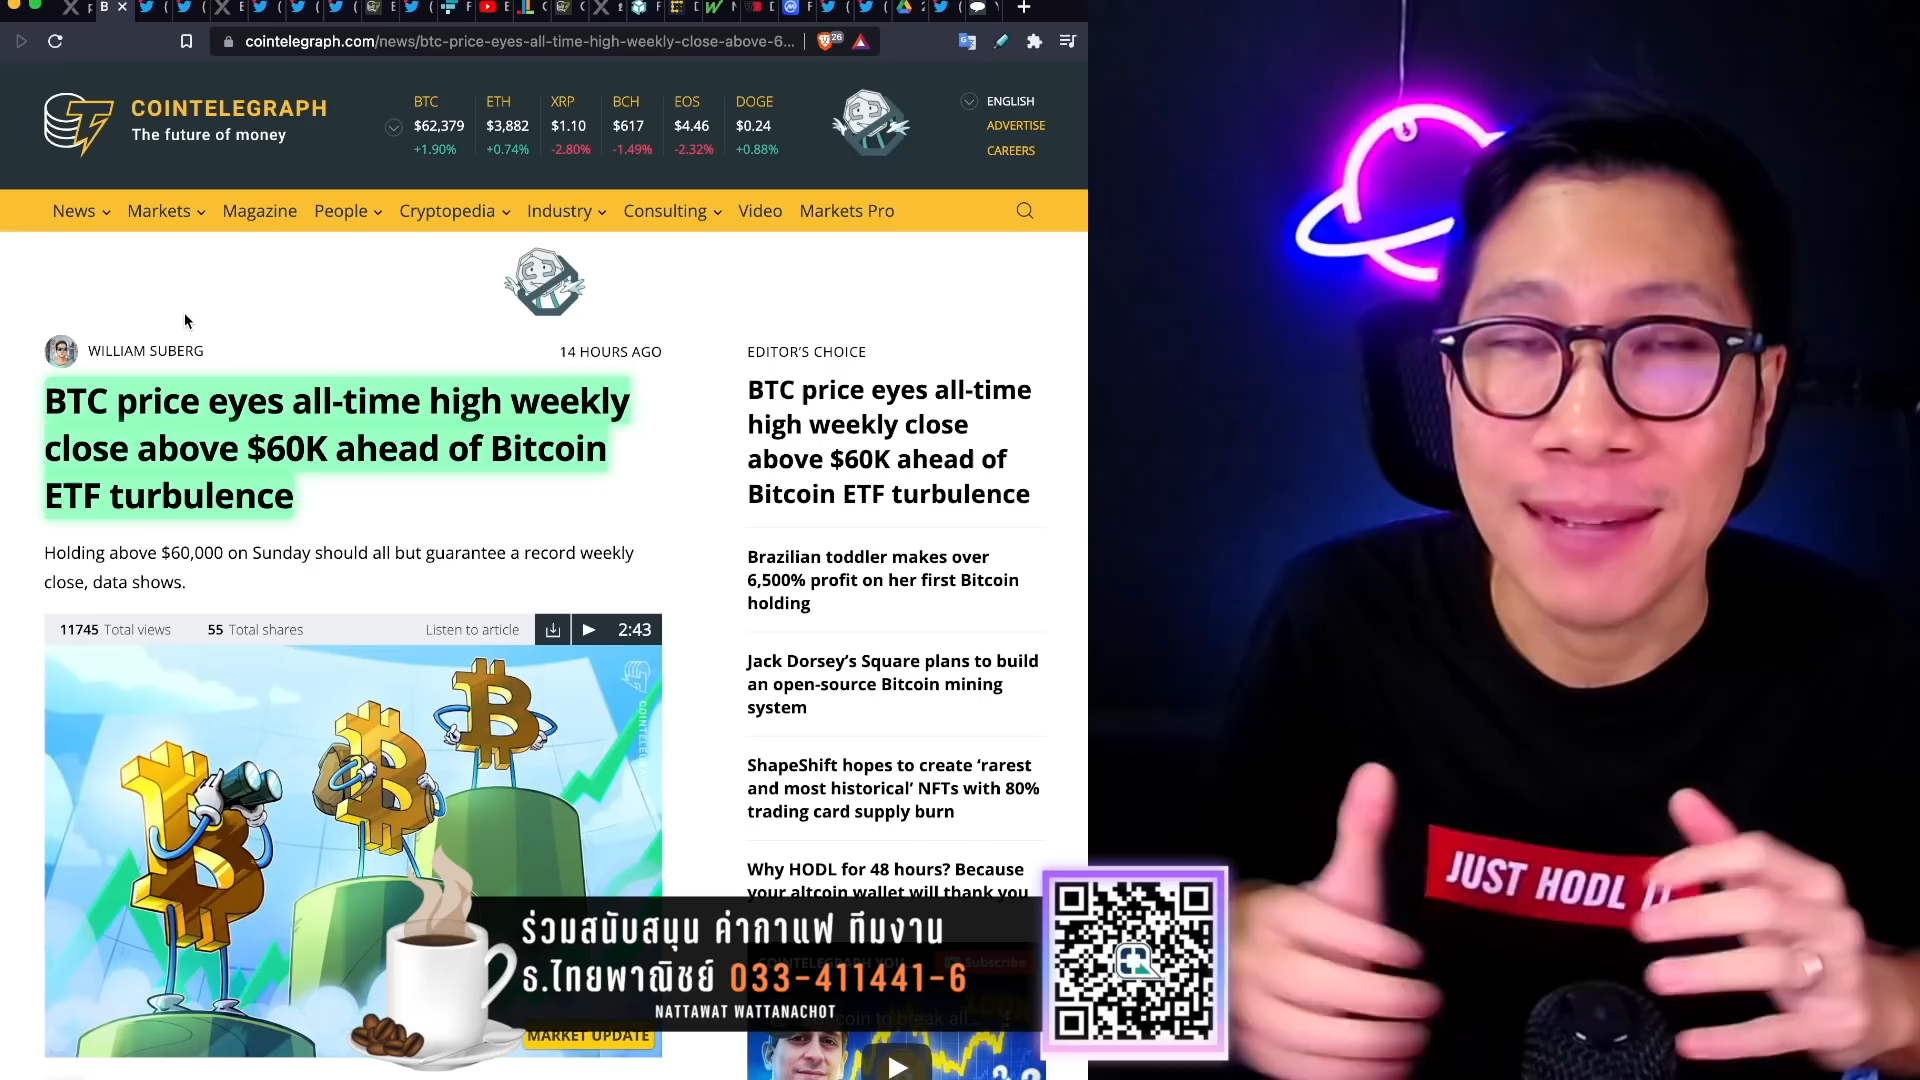 cointelegraph.com/news/btc-price-eyes-all-time-high-weekly-close-above-6...
26
COINTELEGRAPH
The future of money
BTC ETH XRP BCH EOS DOGE
$62,379 $3,882 $1.10 $617 $4.46 $0.24
+1.90% +0.74% -2.80% -1.49% -2.32% +0.88%
ENGLISH
ADVERTISE
CAREERS
News Markets Magazine People Cryptopedia Industry Consulting Video Markets Pro
WILLIAM SUBERG
14 HOURS AGO
BTC price eyes all-time high weekly
close above $60K ahead of Bitcoin
ETF turbulence
Holding above $60,000 on Sunday should all but guarantee a record weekly
close, data shows.
11745 Total views 55 Total shares Listen to article 2:43
MARKET UPDATE
EDITOR'S CHOICE
BTC price eyes all-time
high weekly close
above $60K ahead of
Bitcoin ETF turbulence
Brazilian toddler makes over
6,500% profit on her first Bitcoin
holding
Jack Dorsey's Square plans to build
an open-source Bitcoin mining
system
ShapeShift hopes to create 'rarest
and most historical' NFTs with 80%
trading card supply burn
Why HODL for 48 hours? Because
your altcoin wallet will thank you
Subscribe
ร่วมสนับสนุน ค่ากาแฟ ทีมงาน
ธ.ไทยพาณิชย์ 033-411441-6
NATTAWAT WATTANACHOT
JUST HODL